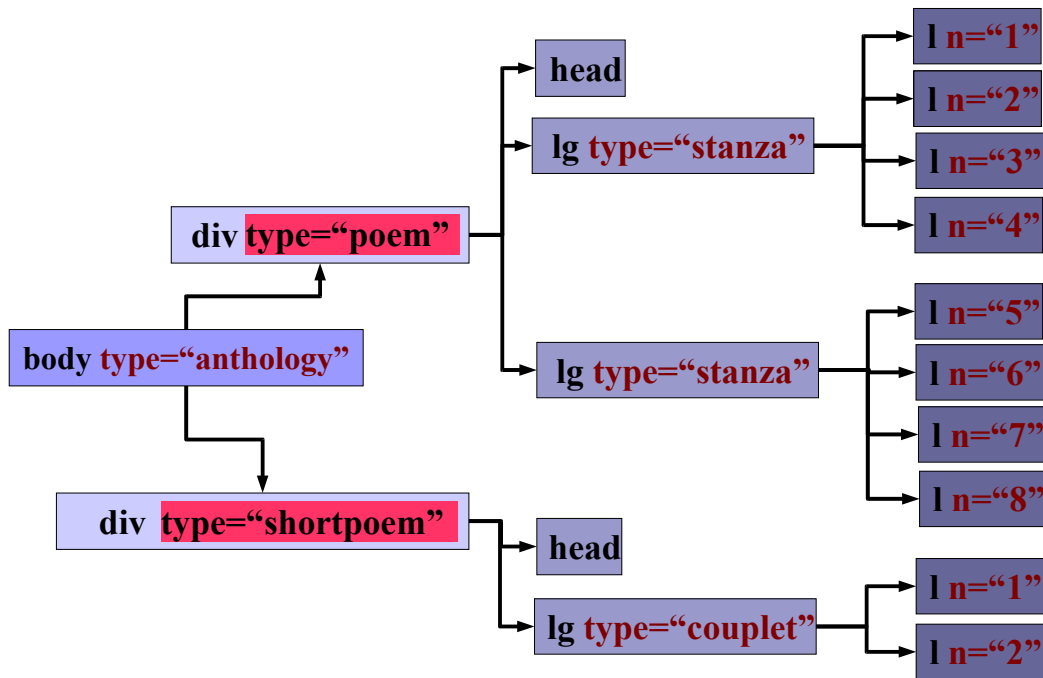 l n=“1”
head
l n=“2”
lg type=“stanza”
l n=“3”
l n=“4”
div type=“poem”
l n=“5”
body type=“anthology”
lg type=“stanza”
l n=“6”
l n=“7”
l n=“8”
div type=“shortpoem”
head
l n=“1”
lg type=“couplet”
l n=“2”